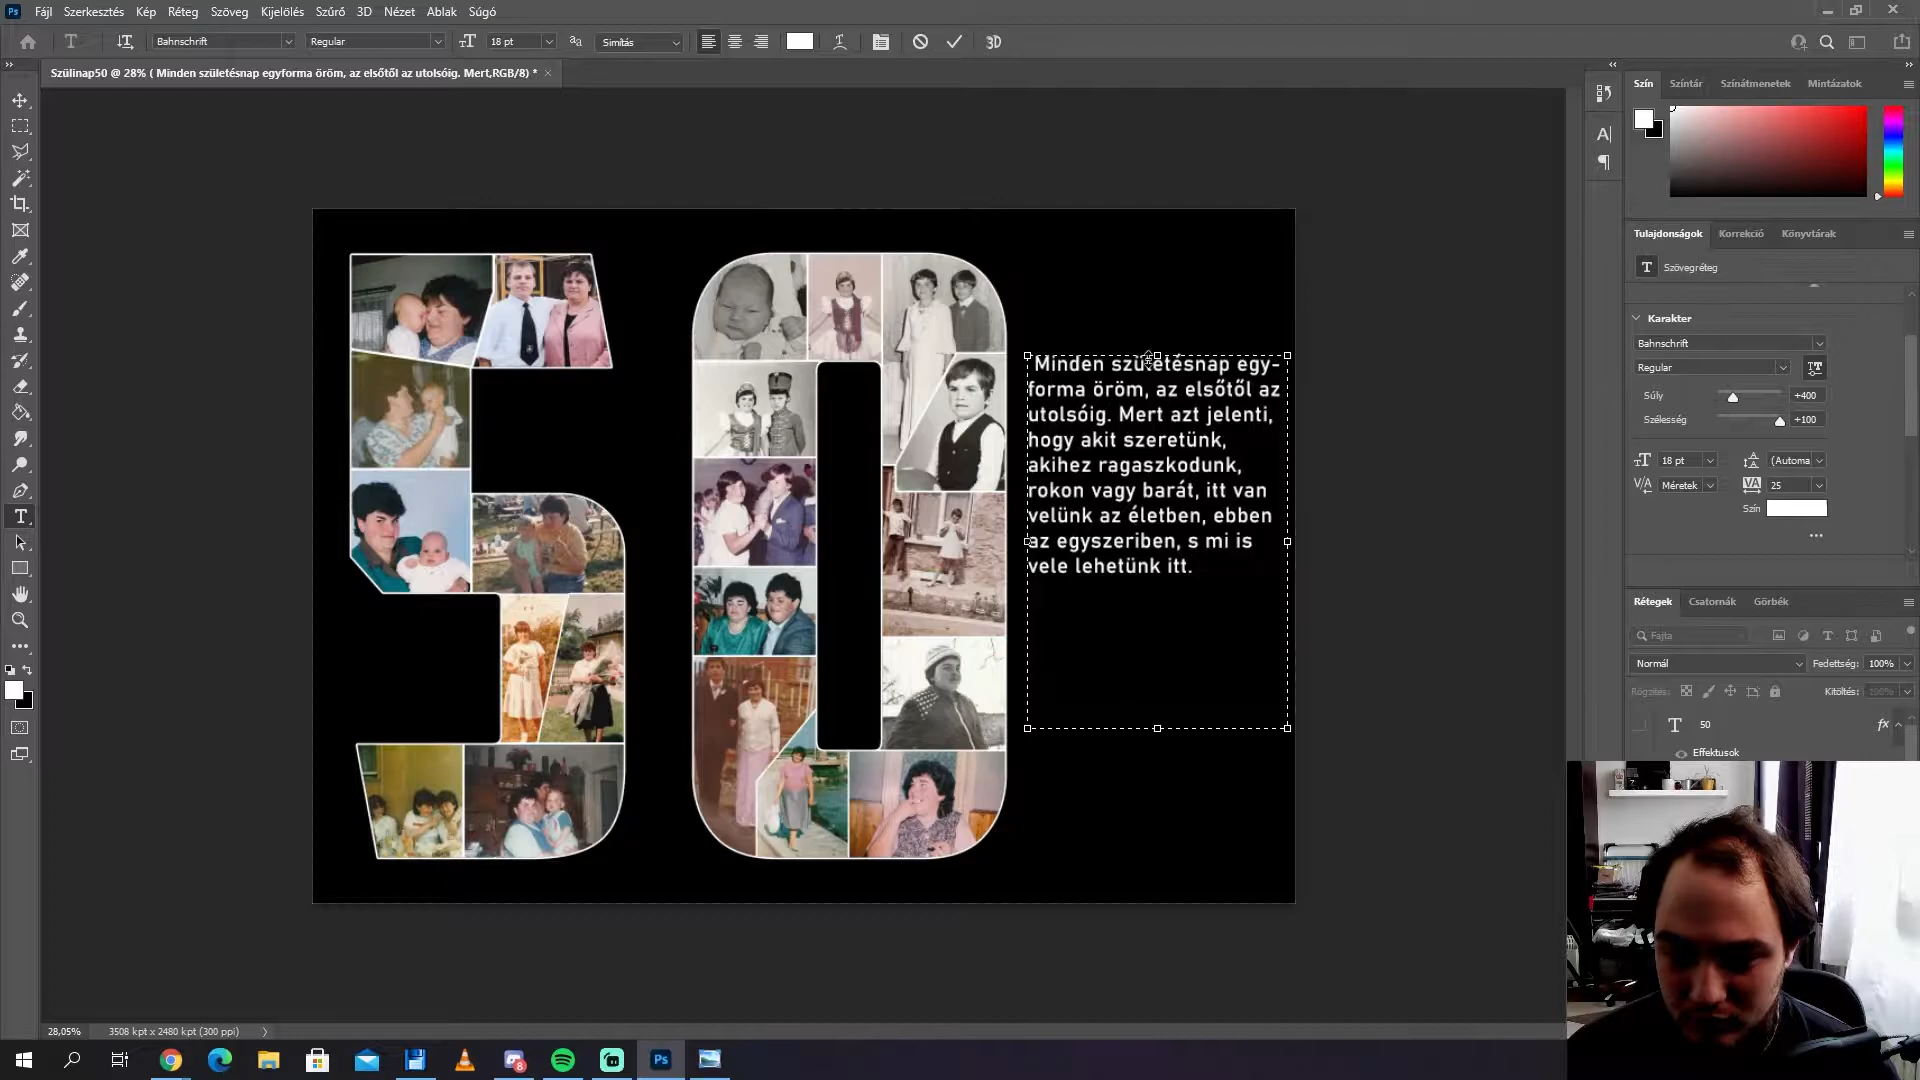 Fájl Szerkesztés Kép Réteg Szöveg Kijelölés Szűrő 3D Nézet Ablak Súgó
Bahnschrift Regular 18 pt Simítás 3D
Szülinap50 @ 28% ( Minden születésnap egyforma öröm, az elsőtől az utolsóig. Mert,RGB/8) *
Szín Színtár Színátmenetek Mintázatok
Tulajdonságok Korrekció Könyvtárak
Szövegréteg
Karakter
Bahnschrift
Regular
Súly +400
Szélesség +100
18 pt (Automa
Méretek 25
Szín
Rétegek Csatornák Görbék
Fajta
Normál Fedettség: 100%
Rögzítés: Kitöltés: 100%
50 fx
Effektusok
Minden születésnap egy-
forma öröm, az elsőtől az
utolsóig. Mert azt jelenti,
hogy akit szeretünk,
akihez ragaszkodunk,
rokon vagy barát, itt van
velünk az életben, ebben
az egyszeriben, s mi is
vele lehetünk itt.
28,05% 3508 kpt x 2480 kpt (300 ppi)